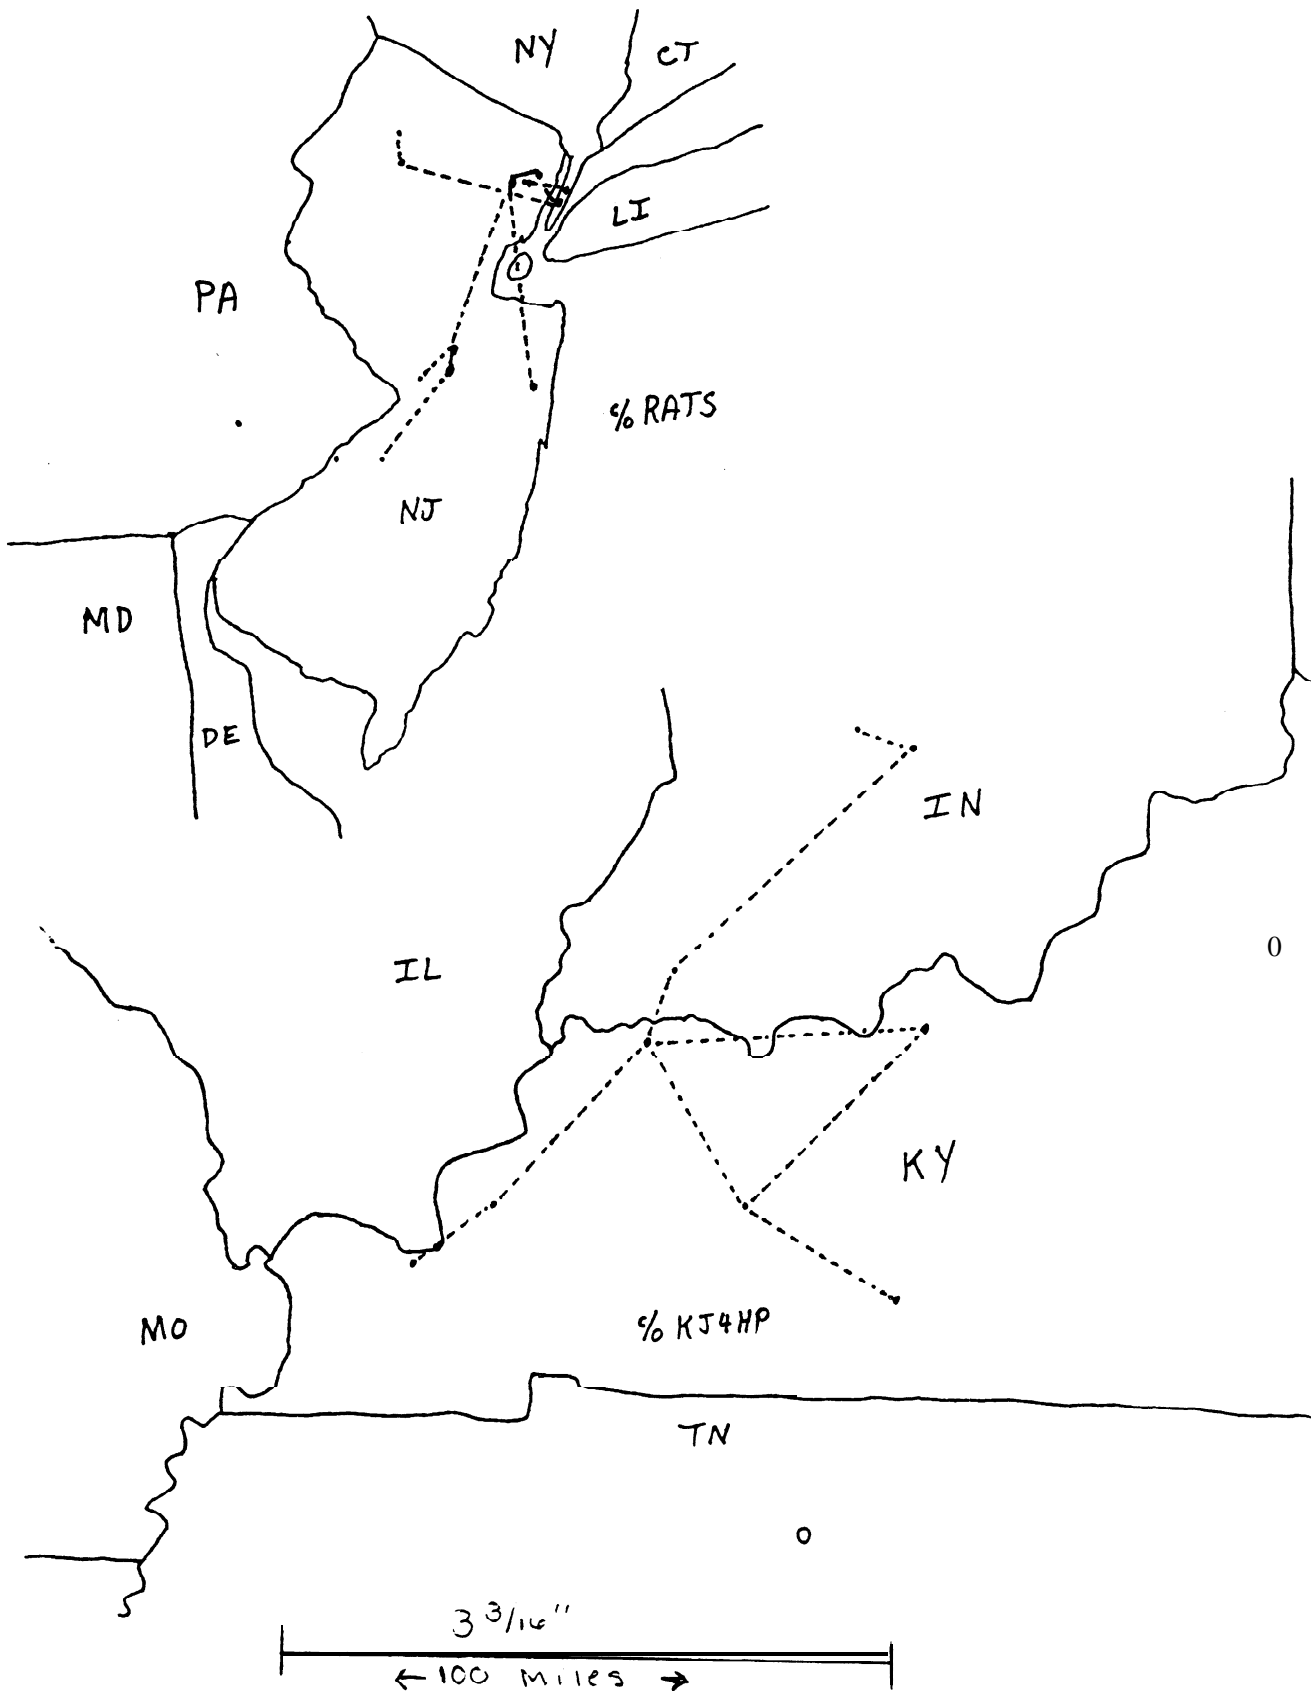 NY
CT
LI
PA
% RATS
NJ
MD
DE
IN
IL
0
KY
MO
% KJ4HP
TN
O
3 3/16"
← 100 miles →